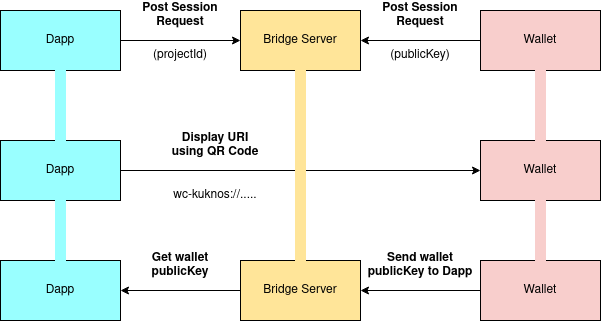 Post Session
Request
Post Session
Request
Dapp
Bridge Server
Wallet
(projectId)
(publicKey)
Display URI
using QR Code
Dapp
Wallet
wc-kuknos://.....
Get wallet
publicKey
Send wallet
publicKey to Dapp
Dapp
Bridge Server
Wallet